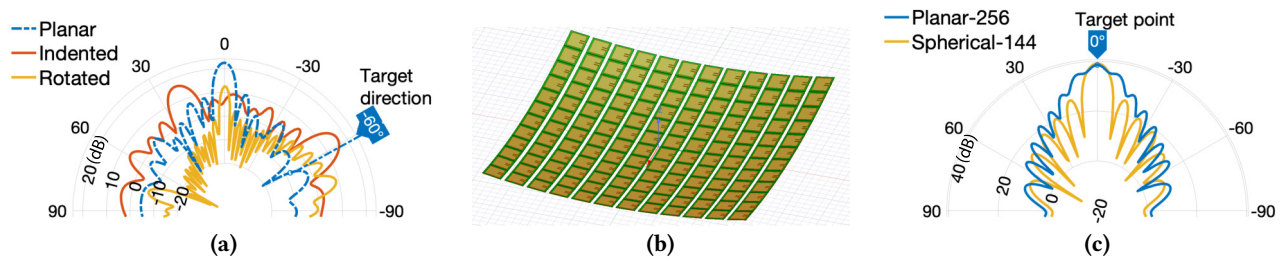 Planar
Indented
Rotated
0
30
-30
60
90
-90
Target
direction
-60°
20 (dB)
10
0
-10
-20
(a)
(b)
Planar-256
Spherical-144
Target point
0°
30
-30
60
-60
90
-90
40 (dB)
20
0
-20
(c)